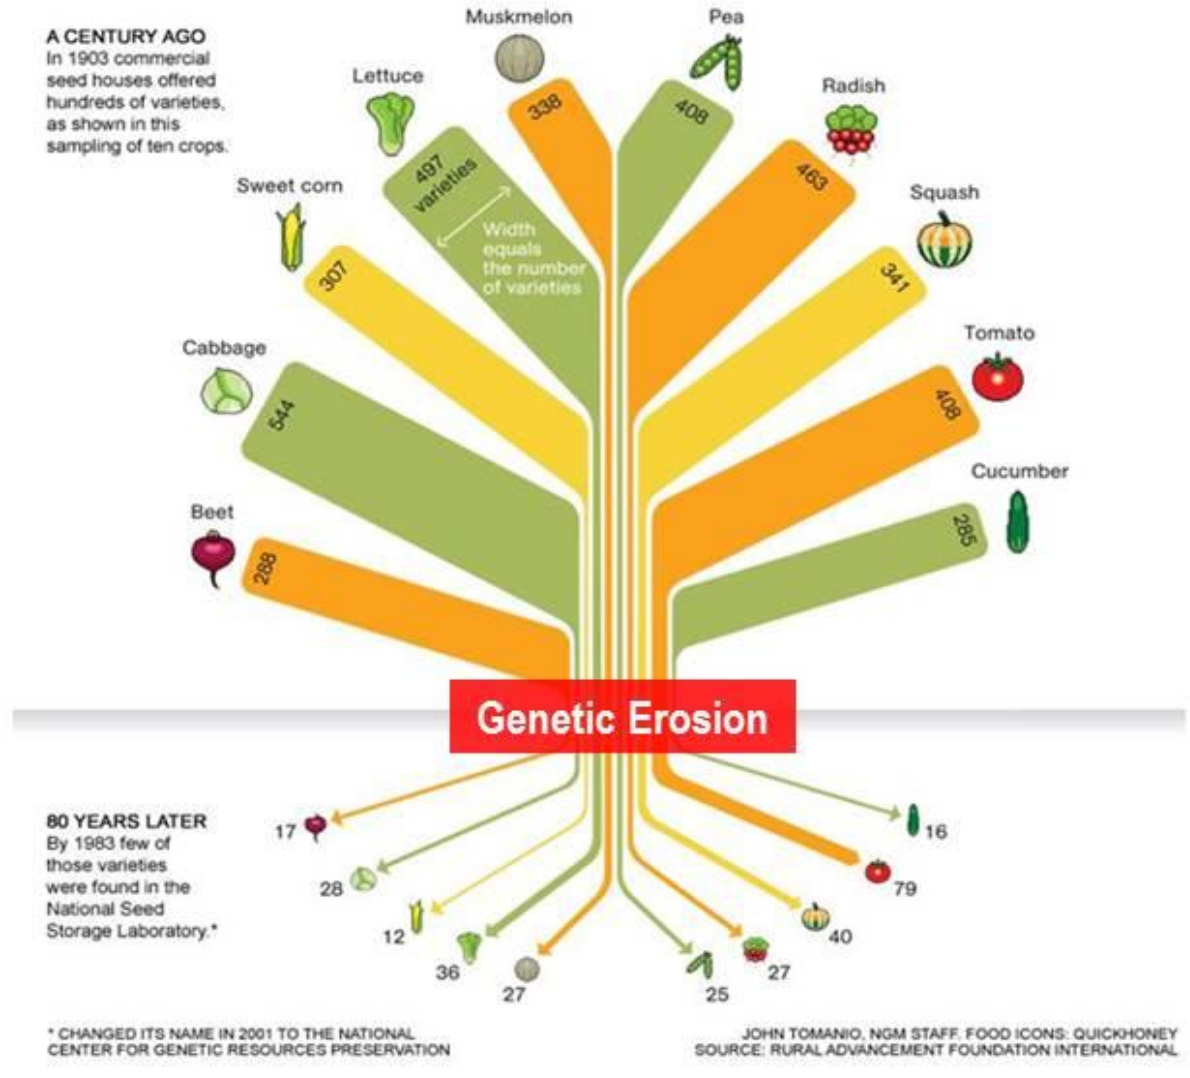 A CENTURY AGO
In 1903 commercial
seed houses offered
hundreds of varieties,
as shown in this
sampling of ten crops.
Muskmelon
338
Pea
408
Lettuce
497
varieties
Width
equals
the number
of varieties
Radish
463
Sweet corn
307
Squash
341
Cabbage
544
Tomato
408
Beet
288
Cucumber
285
Genetic Erosion
80 YEARS LATER
By 1983 few of
those varieties
were found in the
National Seed
Storage Laboratory.*
17
28
12
36
27
25
27
40
79
16
* CHANGED ITS NAME IN 2001 TO THE NATIONAL
CENTER FOR GENETIC RESOURCES PRESERVATION
JOHN TOMANIO, NGM STAFF. FOOD ICONS: QUICKHONEY
SOURCE: RURAL ADVANCEMENT FOUNDATION INTERNATIONAL